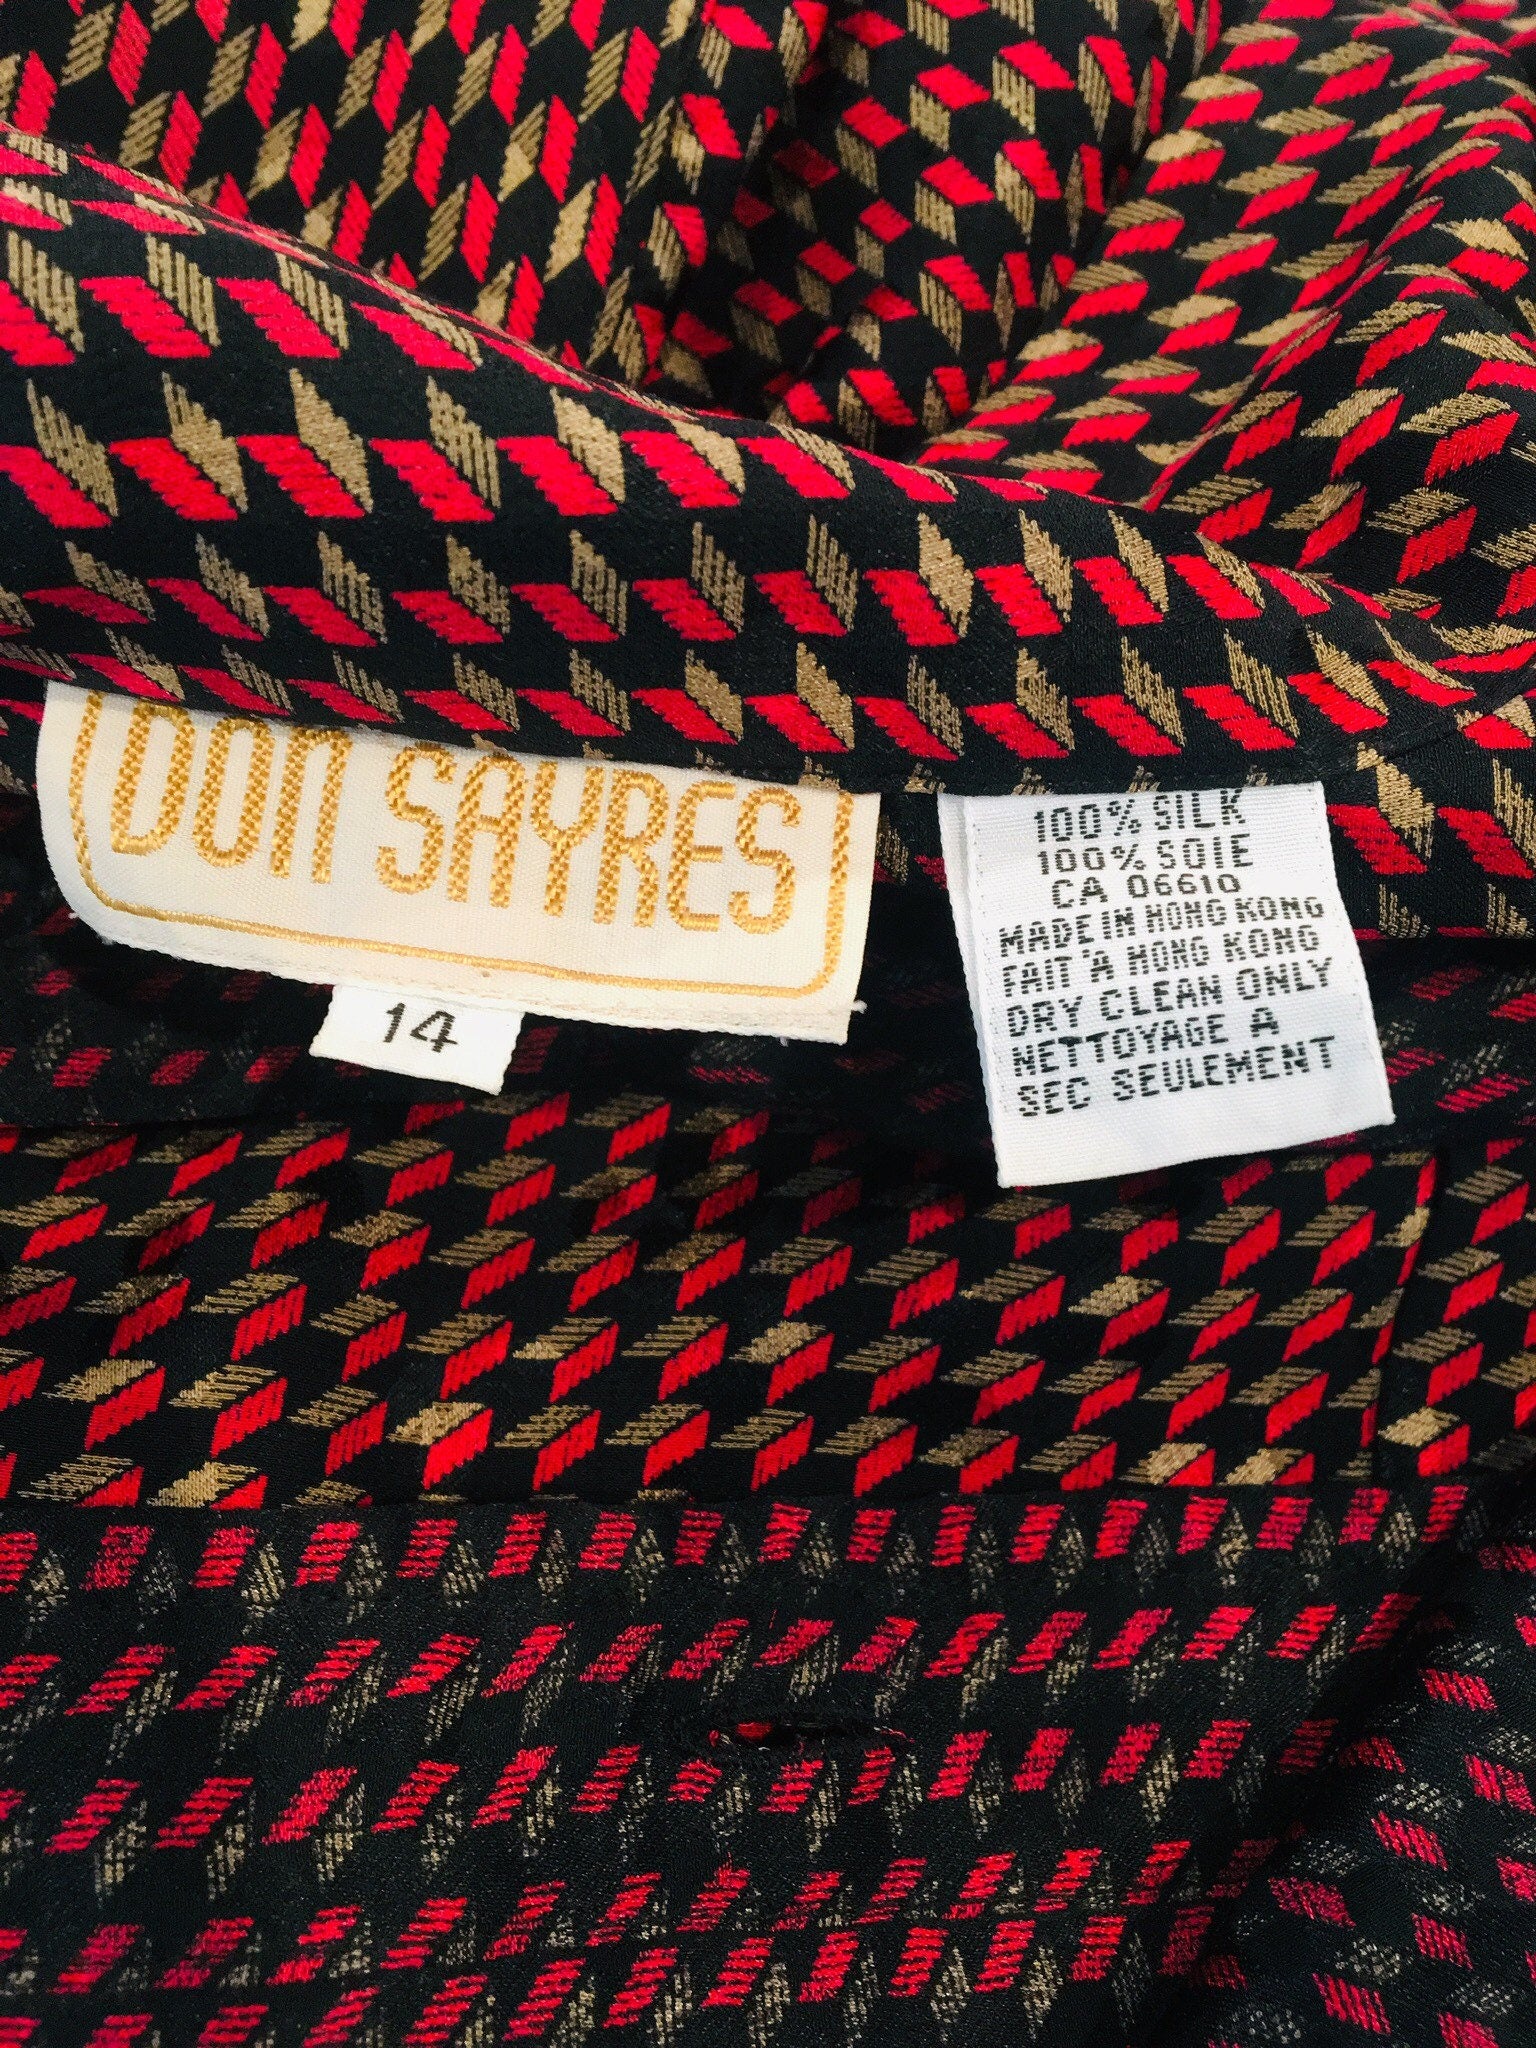 DON SAYRES
14
100% SILK
100% SOIE
CA 06610
MADE IN HONG KONG
FAIT 'A HONG KONG
DRY CLEAN ONLY
NETTOYAGE A
SEC SEULEMENT